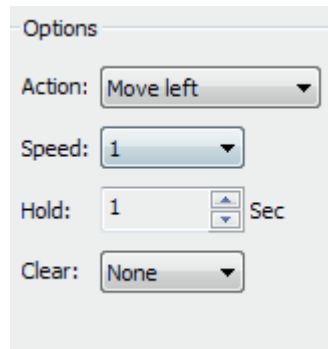 Options
Action: Move left
Speed: 1
Hold: 1 Sec
Clear: None